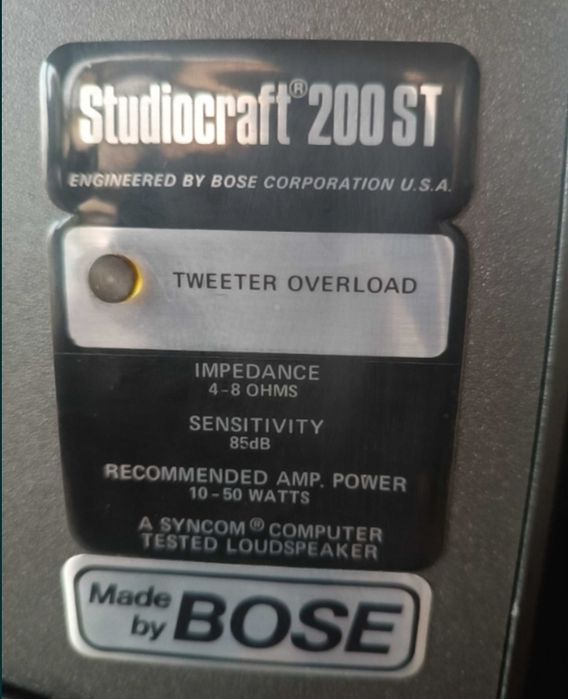 Studiocraft® 200 ST
ENGINEERED BY BOSE CORPORATION U.S.A.
TWEETER OVERLOAD
IMPEDANCE
4-8 OHMS
SENSITIVITY
85dB
RECOMMENDED AMP. POWER
10-50 WATTS
A SYNCOM® COMPUTER
TESTED LOUDSPEAKER
Made
by BOSE